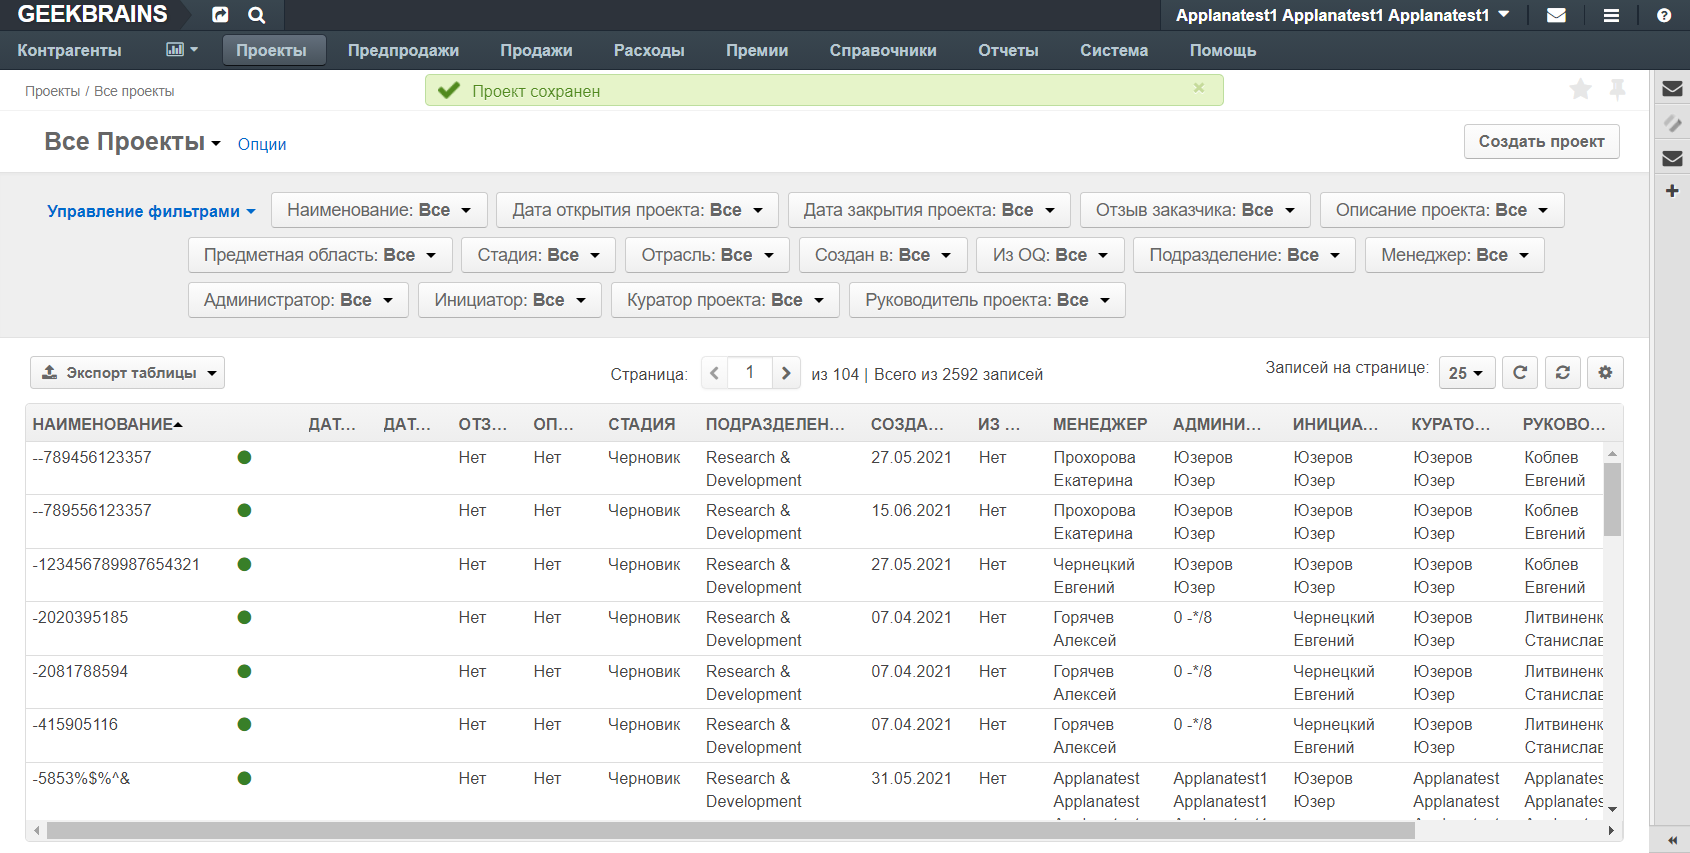 GEEKBRAINS
Applanatest1 Applanatest1 Applanatest1
Контрагенты Проекты Предпродажи Продажи Расходы Премии Справочники Отчеты Система Помощь
Проекты / Все проекты
Проект сохранен
Все Проекты Опции
Создать проект
Управление фильтрами Наименование: Все Дата открытия проекта: Все Дата закрытия проекта: Все Отзыв заказчика: Все Описание проекта: Все
Предметная область: Все Стадия: Все Отрасль: Все Создан в: Все Из OQ: Все Подразделение: Все Менеджер: Все
Администратор: Все Инициатор: Все Куратор проекта: Все Руководитель проекта: Все
Экспорт таблицы Страница: 1 из 104 | Всего из 2592 записей Записей на странице: 25
НАИМЕНОВАНИЕ ДАТ... ДАТ... ОТЗ... ОП... СТАДИЯ ПОДРАЗДЕЛЕН... СОЗДА... ИЗ ... МЕНЕДЖЕР АДМИНИ... ИНИЦИА... КУРАТО... РУКОВО...
--789456123357 Нет Нет Черновик Research & 27.05.2021 Нет Прохорова Юзеров Юзеров Юзеров Коблев
Development Екатерина Юзер Юзер Юзер Евгений
--789556123357 Нет Нет Черновик Research & 15.06.2021 Нет Прохорова Юзеров Юзеров Юзеров Коблев
Development Екатерина Юзер Юзер Юзер Евгений
-123456789987654321 Нет Нет Черновик Research & 27.05.2021 Нет Чернецкий Юзеров Юзеров Юзеров Коблев
Development Евгений Юзер Юзер Юзер Евгений
-2020395185 Нет Нет Черновик Research & 07.04.2021 Нет Горячев 0 -*/8 Чернецкий Юзеров Литвиненк
Development Алексей Евгений Юзер Станислав
-2081788594 Нет Нет Черновик Research & 07.04.2021 Нет Горячев 0 -*/8 Чернецкий Юзеров Литвиненк
Development Алексей Евгений Юзер Станислав
-415905116 Нет Нет Черновик Research & 07.04.2021 Нет Горячев 0 -*/8 Чернецкий Юзеров Литвиненк
Development Алексей Евгений Юзер Станислав
-5853%$%^& Нет Нет Черновик Research & 31.05.2021 Нет Applanatest Applanatest1 Юзеров Applanatest Applanates
Development Applanatest Applanatest1 Юзер Applanatest Applanates